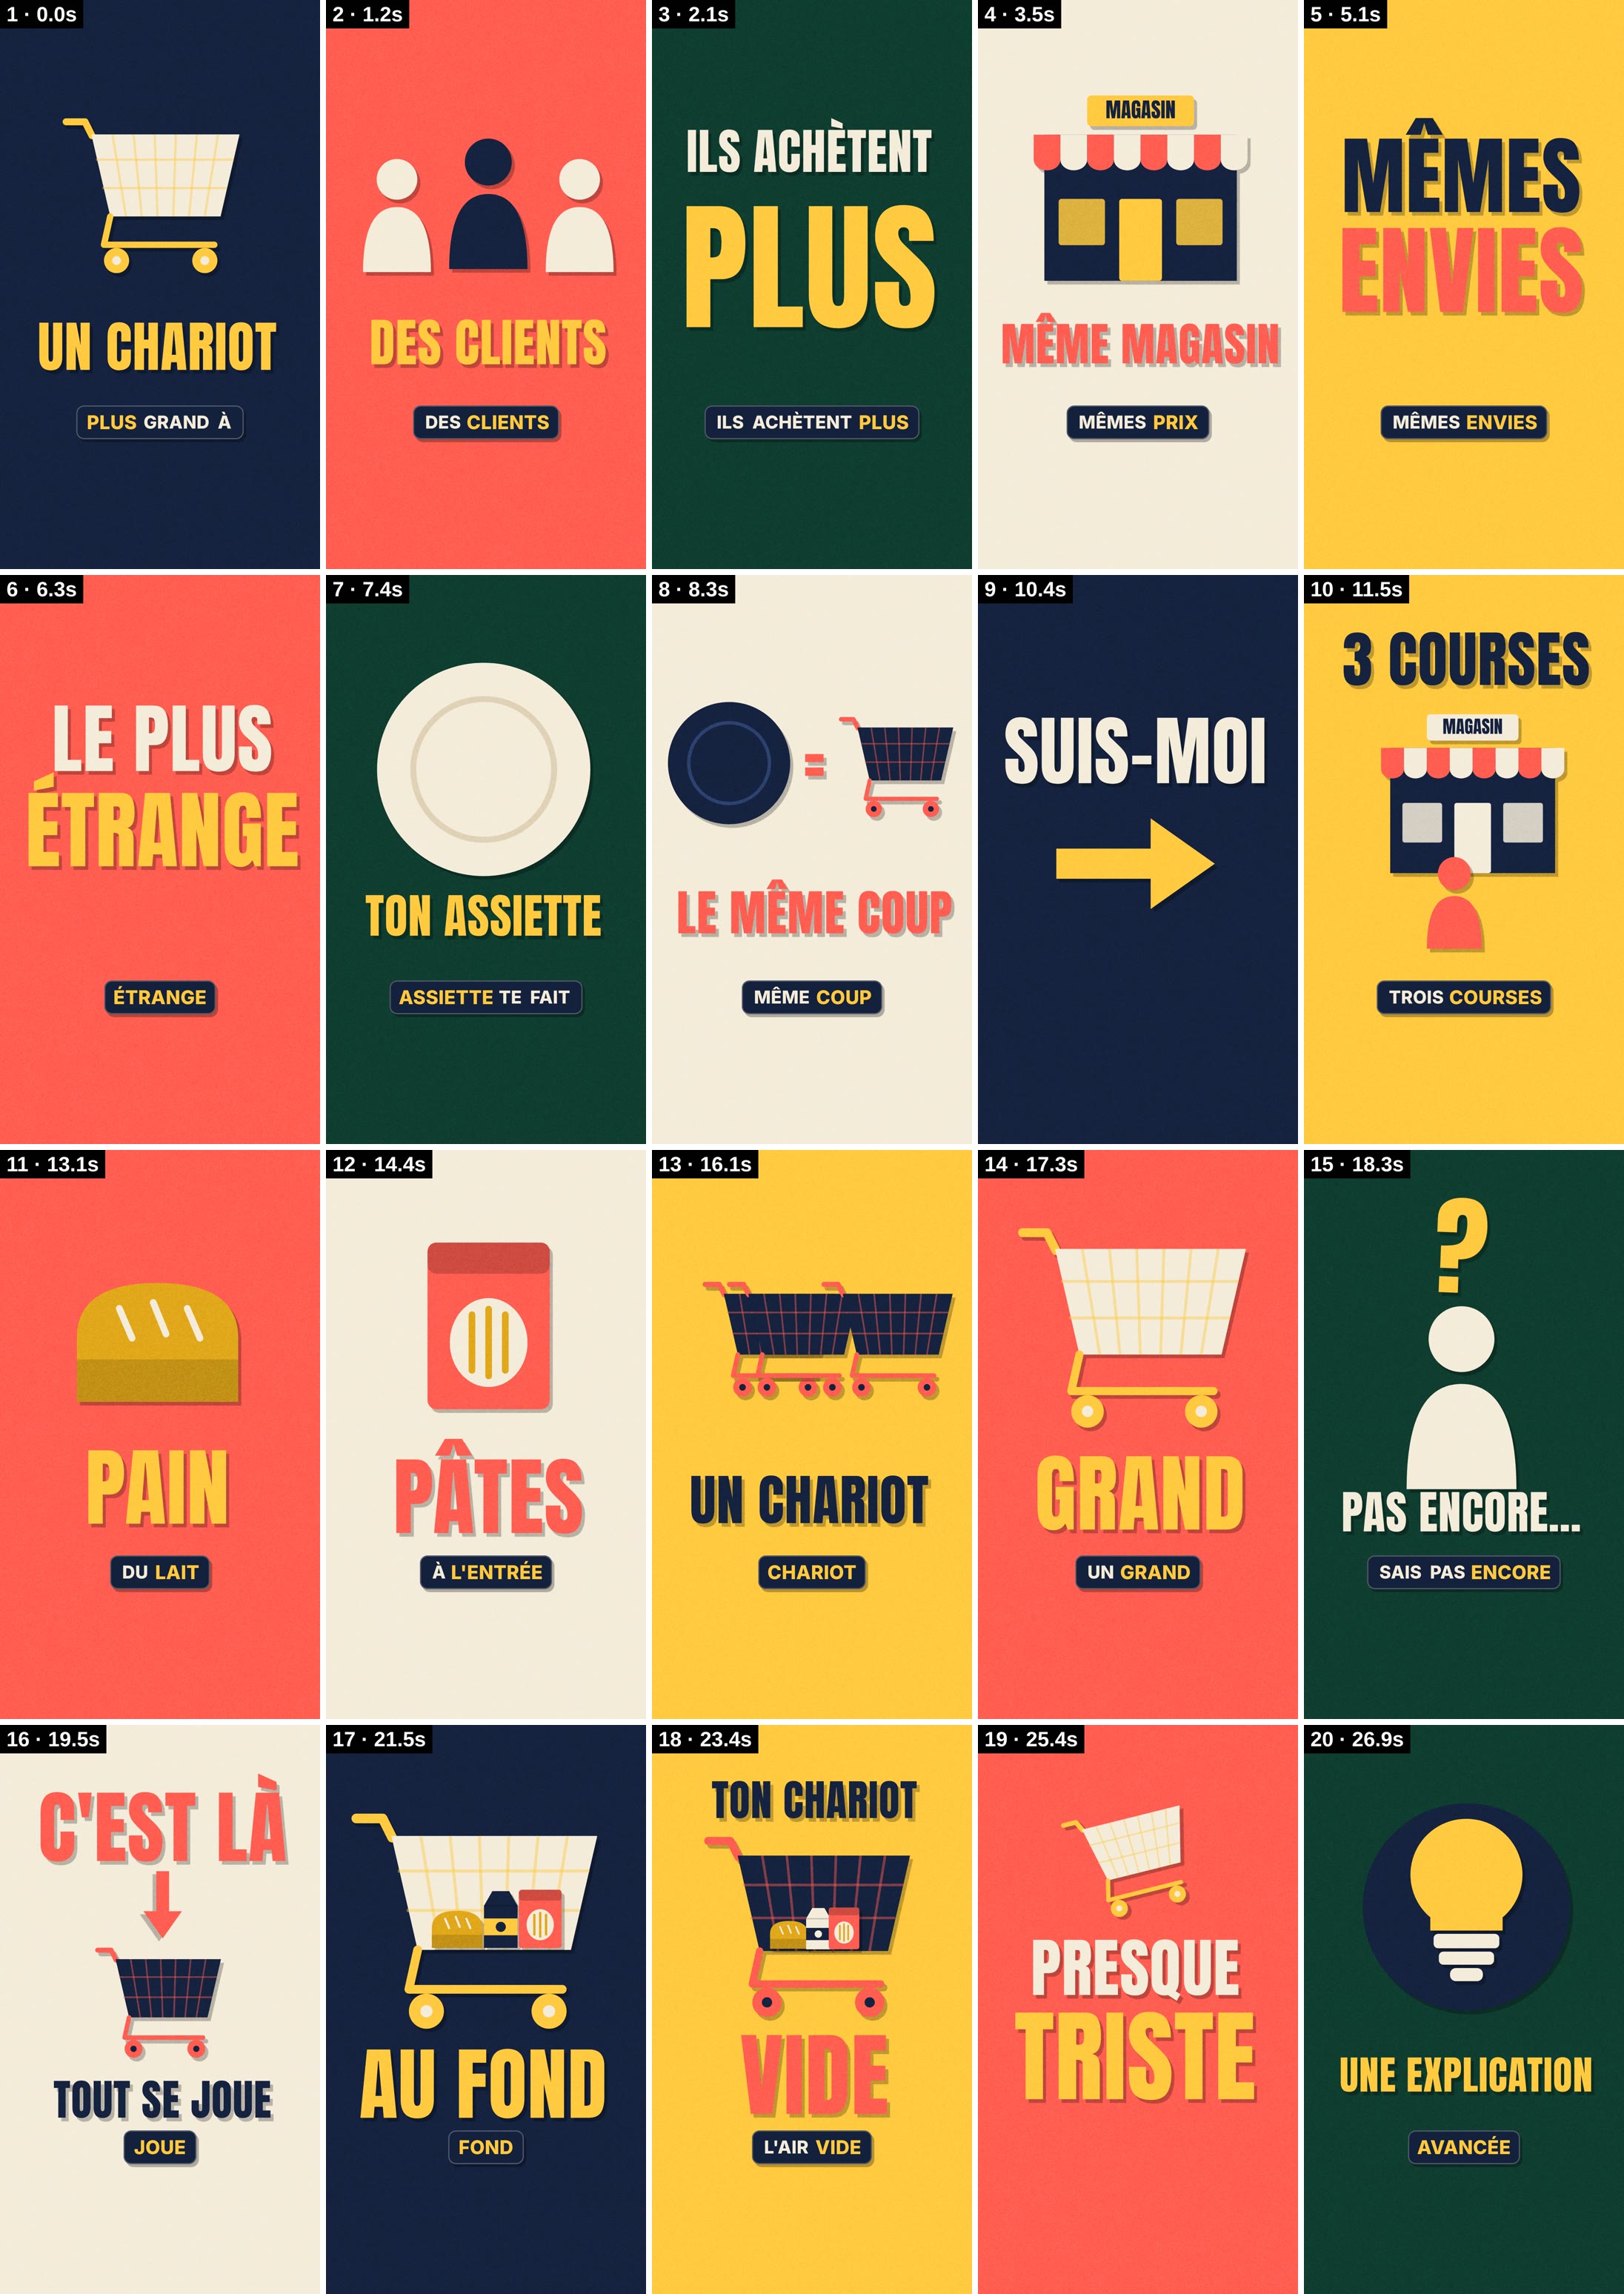 1 · 0.0s
UN CHARIOT
PLUS GRAND À
2 · 1.2s
DES CLIENTS
DES CLIENTS
3 · 2.1s
ILS ACHÈTENT
PLUS
ILS ACHÈTENT PLUS
4 · 3.5s
MAGASIN
MÊME MAGASIN
MÊMES PRIX
5 · 5.1s
MÊMES
ENVIES
MÊMES ENVIES
6 · 6.3s
LE PLUS
ÉTRANGE
ÉTRANGE
7 · 7.4s
TON ASSIETTE
ASSIETTE TE FAIT
8 · 8.3s
=
LE MÊME COUP
MÊME COUP
9 · 10.4s
SUIS-MOI
10 · 11.5s
3 COURSES
MAGASIN
TROIS COURSES
11 · 13.1s
PAIN
DU LAIT
12 · 14.4s
PÂTES
À L'ENTRÉE
13 · 16.1s
UN CHARIOT
CHARIOT
14 · 17.3s
GRAND
UN GRAND
15 · 18.3s
?
PAS ENCORE...
SAIS PAS ENCORE
16 · 19.5s
C'EST LÀ
TOUT SE JOUE
JOUE
17 · 21.5s
AU FOND
FOND
18 · 23.4s
TON CHARIOT
VIDE
L'AIR VIDE
19 · 25.4s
PRESQUE
TRISTE
20 · 26.9s
UNE EXPLICATION
AVANCÉE